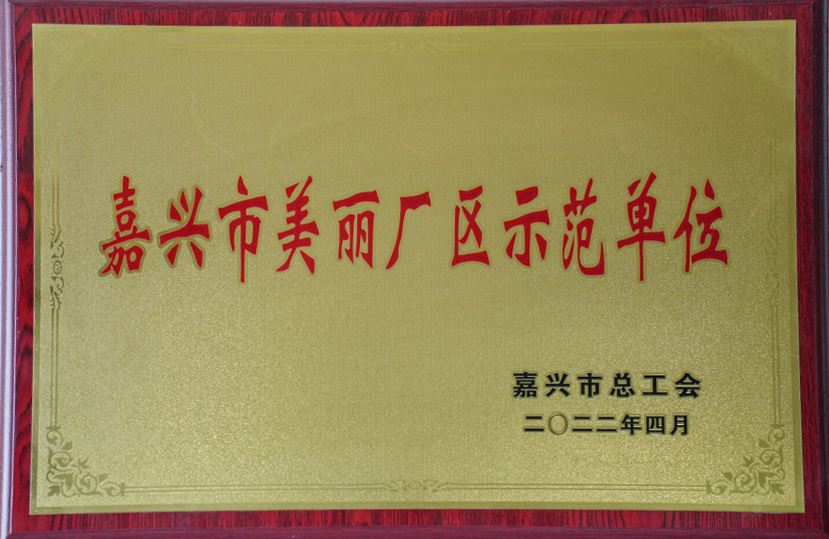 嘉兴市美丽厂区示范单位
嘉兴市总工会
二〇二二年四月